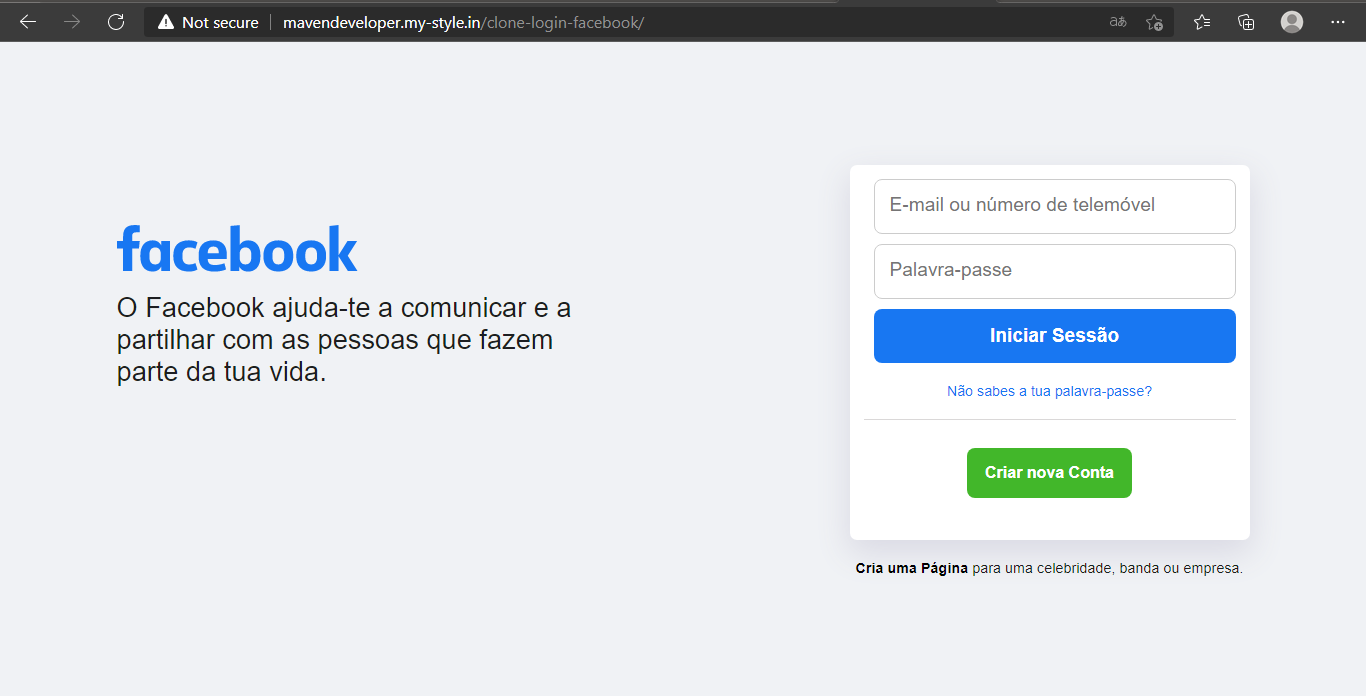 Not secure
mavendeveloper.my-style.in/clone-login-facebook/
facebook
O Facebook ajuda-te a comunicar e a
partilhar com as pessoas que fazem
parte da tua vida.
E-mail ou número de telemóvel
Palavra-passe
Iniciar Sessão
Não sabes a tua palavra-passe?
Criar nova Conta
Cria uma Página para uma celebridade, banda ou empresa.